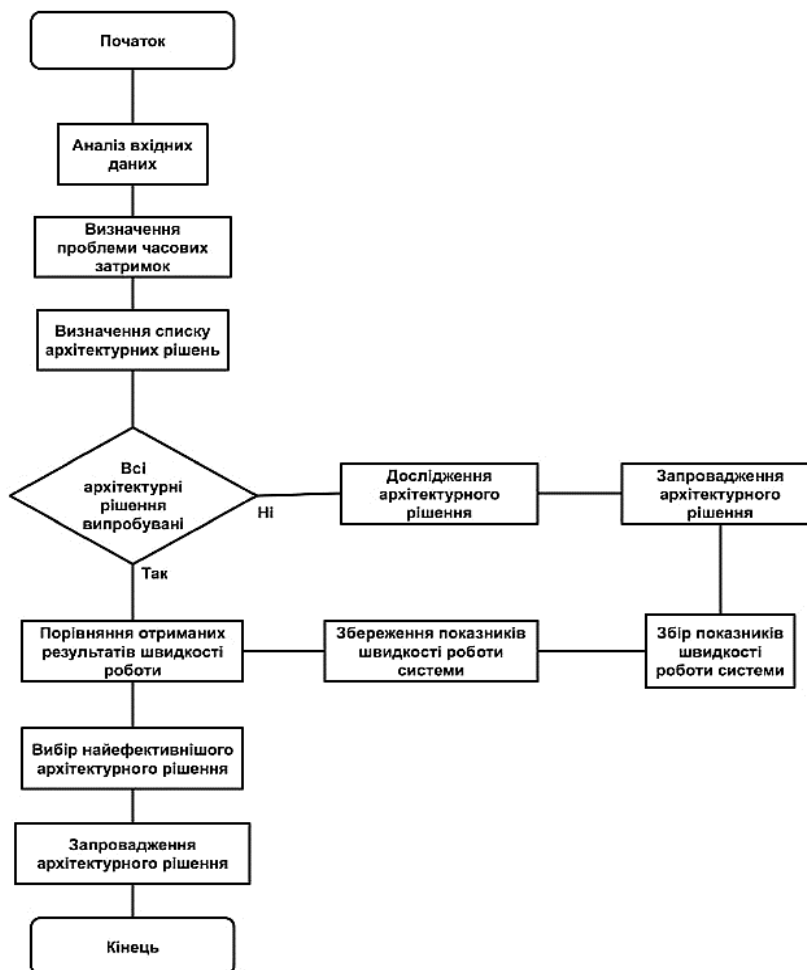 Початок
Аналіз вхідних
даних
Визначення
проблеми часових
затримок
Визначення списку
архітектурних рішень
Всі
архітектурні
рішення
випробувані
Ні
Дослідження
архітектурного
рішення
Запровадження
архітектурного
рішення
Так
Порівняння отриманих
результатів швидкості
роботи
Збереження показників
швидкості роботи
системи
Збір показників
швидкості
роботи системи
Вибір найефективнішого
архітектурного рішення
Запровадження
архітектурного рішення
Кінець